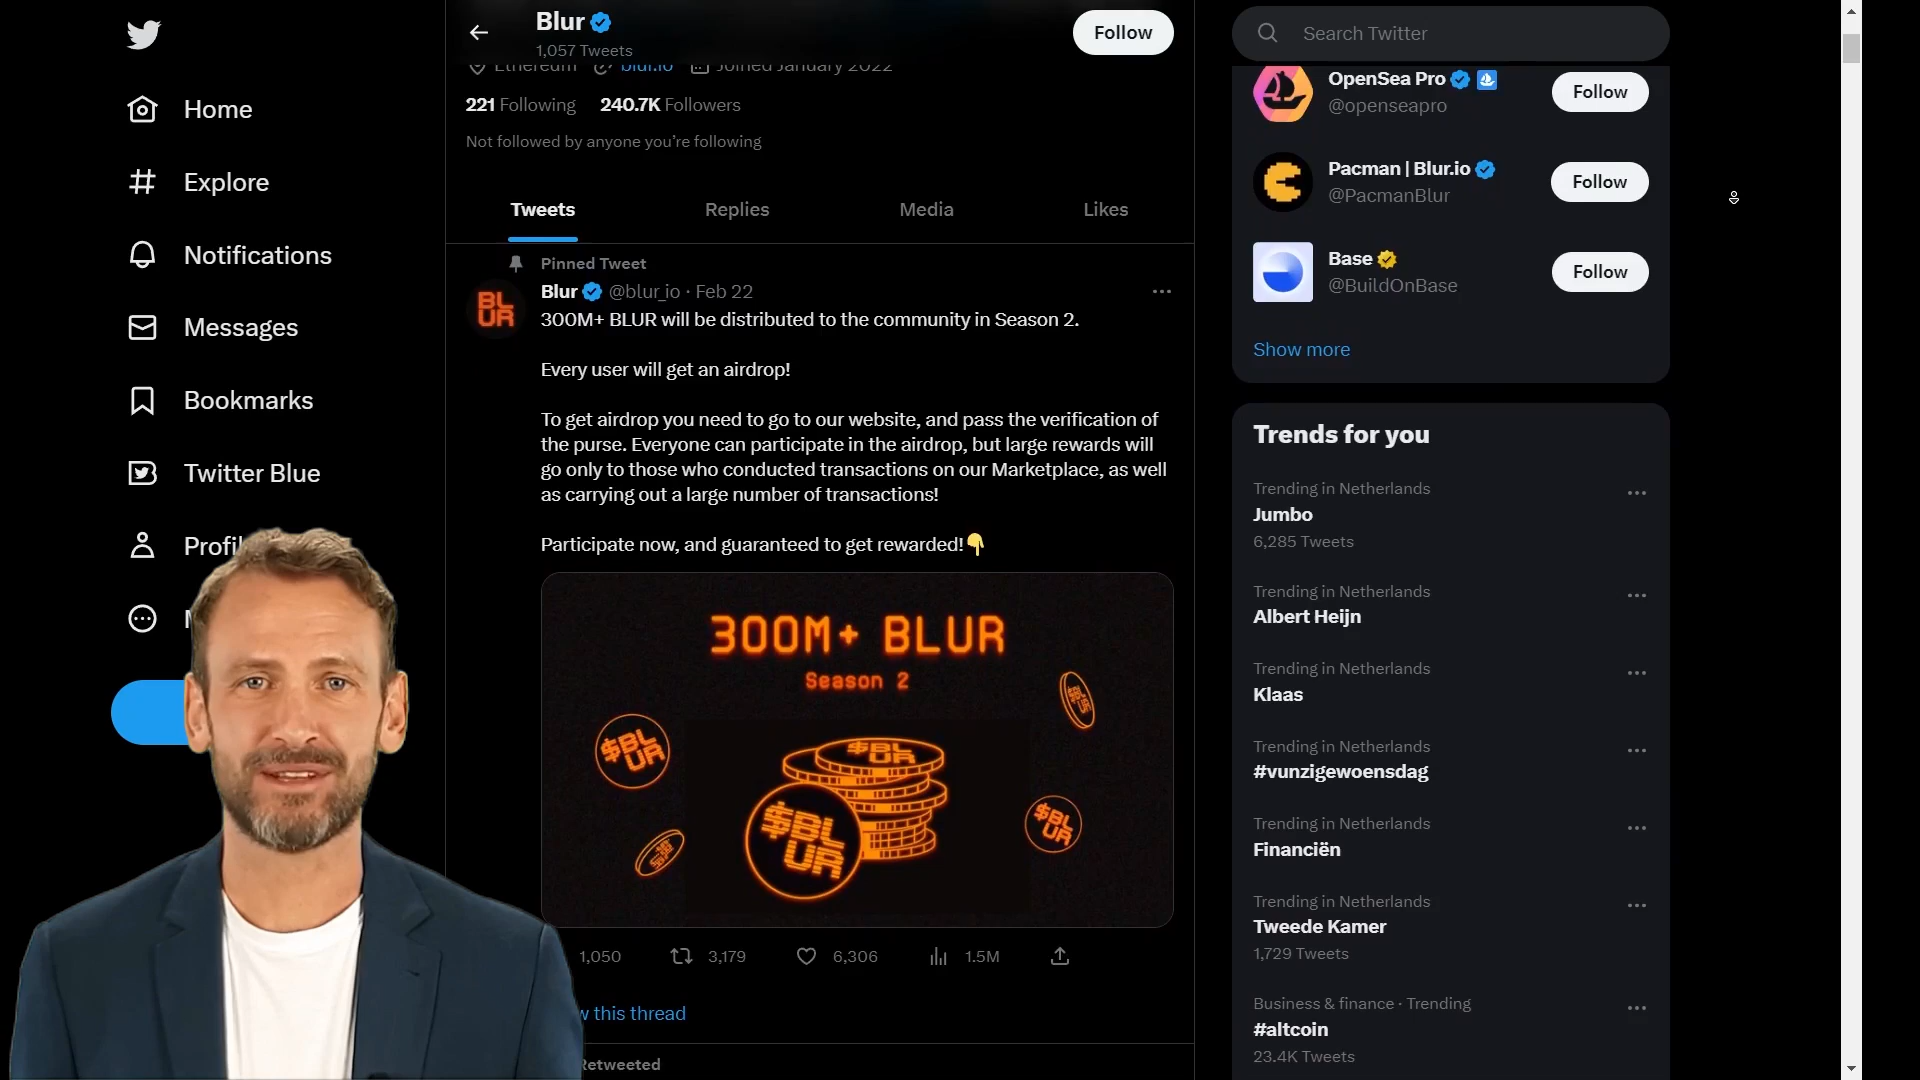 Home
Explore
Notifications
Messages
Bookmarks
Twitter Blue
Blur
1,057 Tweets
Follow
Ethereum blur.io Joined January 2022
221 Following 240.7K Followers
Not followed by anyone you're following
Tweets Replies Media Likes
Pinned Tweet
Blur @blur_io · Feb 22
BL
UR
300M+ BLUR will be distributed to the community in Season 2.
Every user will get an airdrop!
To get airdrop you need to go to our website, and pass the verification of
the purse. Everyone can participate in the airdrop, but large rewards will
go only to those who conducted transactions on our Marketplace, as well
as carrying out a large number of transactions!
Participate now, and guaranteed to get rewarded!👇
300M+ BLUR
Season 2
$BL
UR
$BL
UR
$BL
UR
$BL
UR
1,050 3,179 6,306 1.5M
this thread
Retweeted
Search Twitter
OpenSea Pro
@openseapro
Follow
Pacman | Blur.io
@PacmanBlur
Follow
Base
@BuildOnBase
Follow
Show more
Trends for you
Trending in Netherlands
Jumbo
6,285 Tweets
Trending in Netherlands
Albert Heijn
Trending in Netherlands
Klaas
Trending in Netherlands
#vunzigewoensdag
Trending in Netherlands
Financiën
Trending in Netherlands
Tweede Kamer
1,729 Tweets
Business & finance · Trending
#altcoin
23.4K Tweets